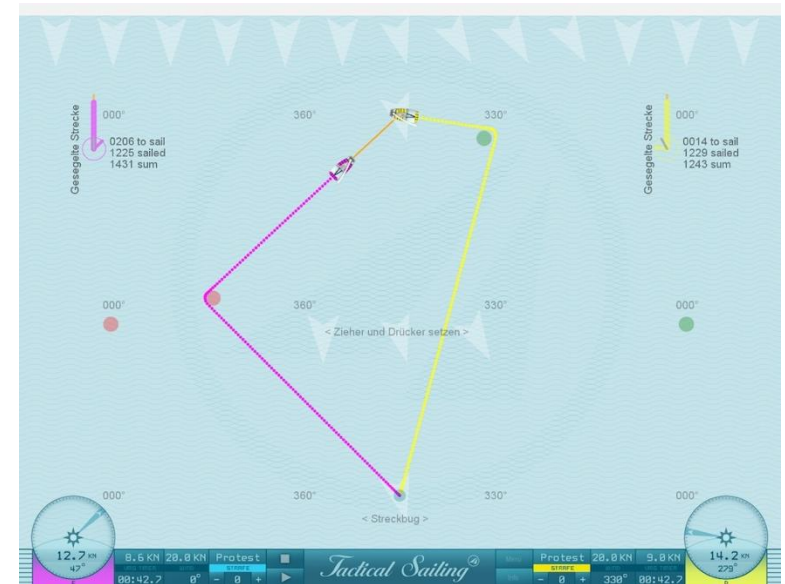 Gesegelte Strecke
000°
0206 to sail
1225 sailed
1431 sum
360°
330°
Gesegelte Strecke
0014 to sail
1229 sailed
1243 sum
000°
360°
330°
< Zieher und Drücker setzen >
000°
360°
330°
000°
< Streckbug >
12.7 KN
47°
8.6 KN 20.0 KN Protest
STRAFE
00:42.7 0° - 0 +
Tactical Sailing
Protest 20.0 KN 9.0 KN
STRAFE
- 0 + 330° 00:42.7
14.2 KN
279°